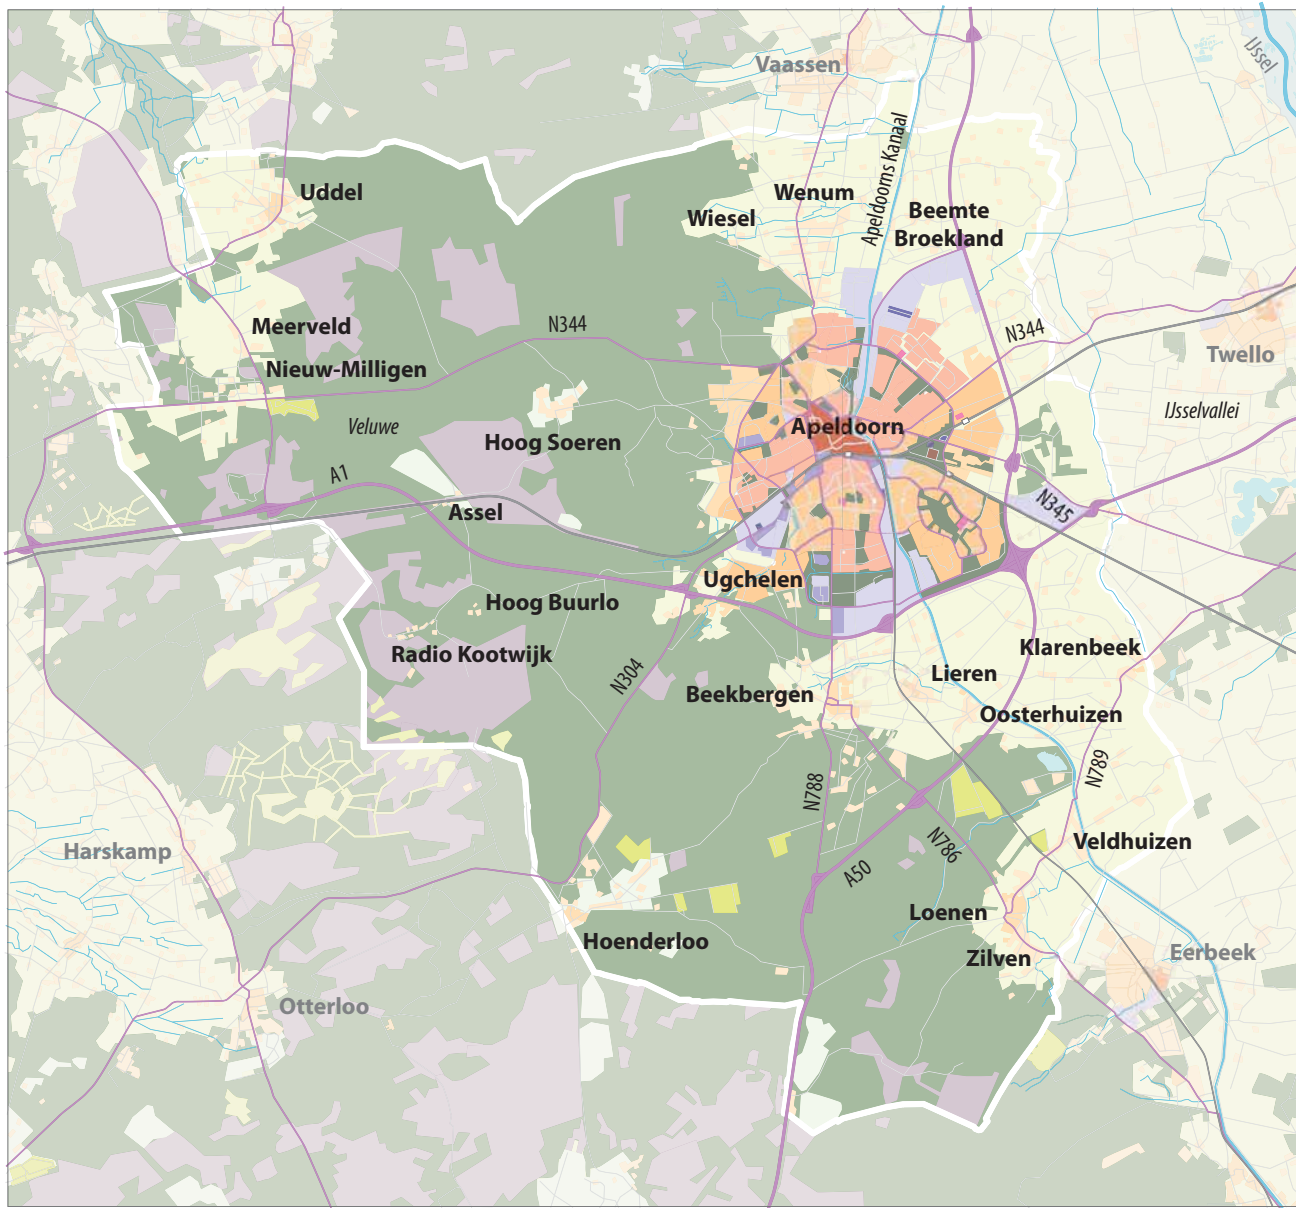 Vaassen
IJssel
Apeldoorns Kanaal
Uddel
Wenum
Wiesel
Beemte
Broekland
Meerveld
N344
N344
Twello
Nieuw-Milligen
Veluwe
IJsselvallei
Hoog Soeren
Apeldoorn
A1
Assel
N345
Ugchelen
Hoog Buurlo
Radio Kootwijk
N304
Klarenbeek
Lieren
Beekbergen
Oosterhuizen
N788
N789
Harskamp
N786
Veldhuizen
A50
Loenen
Hoenderloo
Zilven
Eerbeek
Otterloo